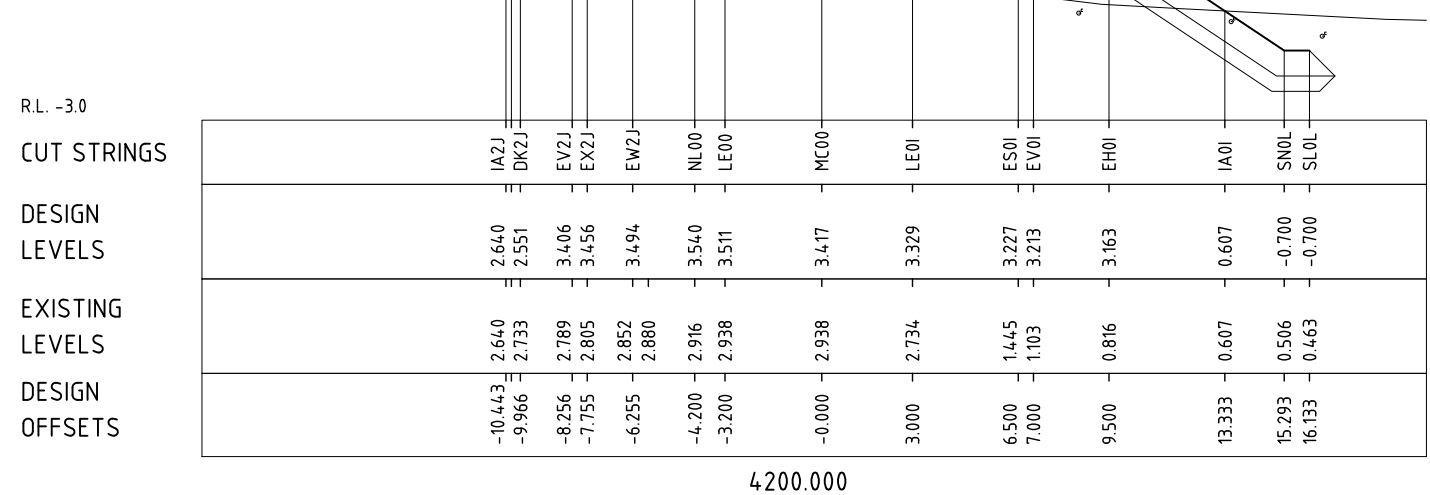 R.L. -3.0
CUT STRINGS IA2J DK2J EV2J EX2J EW2J NL00 LE00 MC00 LE01 ES01 EV01 EH01 IA01 SN0L SL0L
DESIGN
LEVELS 2.640 2.551 3.406 3.456 3.494 3.540 3.511 3.417 3.329 3.227 3.213 3.163 0.607 -0.700 -0.700
EXISTING
LEVELS 2.640 2.733 2.789 2.805 2.852 2.880 2.916 2.938 2.938 2.734 1.445 1.103 0.816 0.607 0.506 0.463
DESIGN
OFFSETS -10.443 -9.966 -8.256 -7.755 -6.255 -4.200 -3.200 -0.000 3.000 6.500 7.000 9.500 13.333 15.293 16.133
4200.000